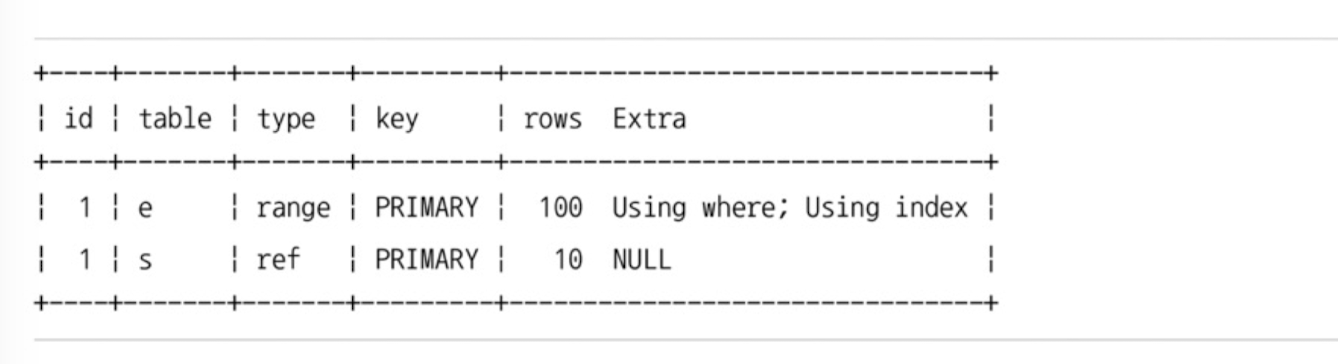 +----+-------+-------+---------+--------------------------------+
| id | table | type  | key     | rows  Extra                    |
+----+-------+-------+---------+--------------------------------+
|  1 | e     | range | PRIMARY |  100  Using where; Using index |
|  1 | s     | ref   | PRIMARY |   10  NULL                     |
+----+-------+-------+---------+--------------------------------+